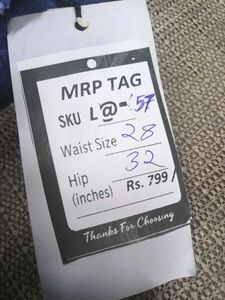 MRP TAG
SKU L@-57
Waist Size 28
Hip 32
(inches) Rs. 799/
Thanks For Choosing